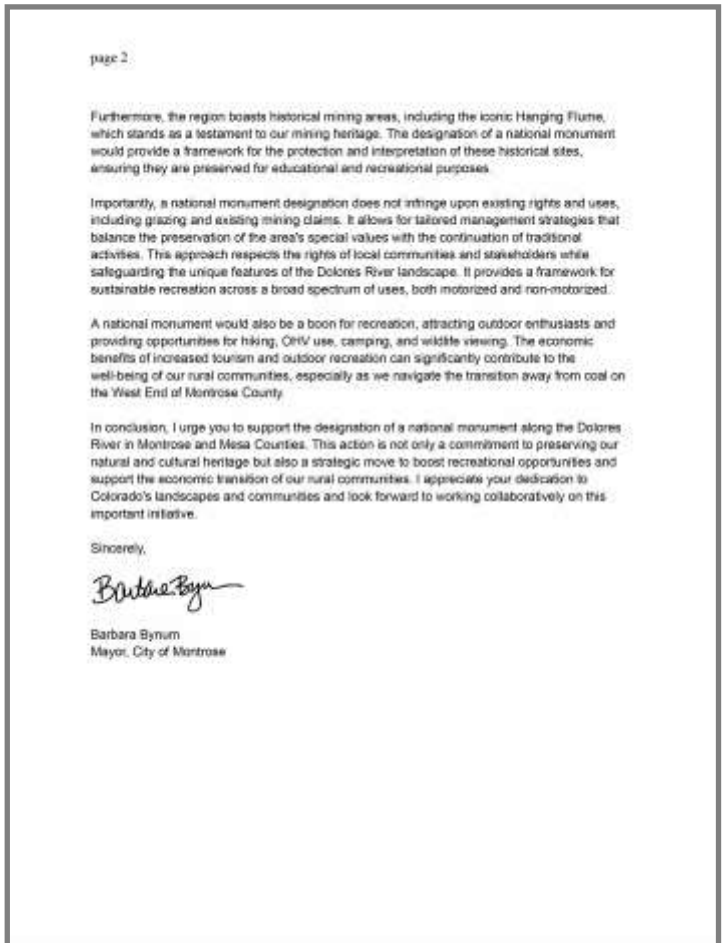 page 2
Furthermore, the region boasts historical mining areas, including the iconic Hanging Flume,
which stands as a testament to our mining heritage. The designation of a national monument
would provide a framework for the protection and interpretation of these historical sites,
ensuring they are preserved for educational and recreational purposes.
Importantly, a national monument designation does not infringe upon existing rights and uses,
including grazing and existing mining claims. It allows for tailored management strategies that
balance the preservation of the area's special values with the continuation of traditional
activities. This approach respects the rights of local communities and stakeholders while
safeguarding the unique features of the Dolores River landscape. It provides a framework for
sustainable recreation across a broad spectrum of uses, both motorized and non-motorized.
A national monument would also be a boon for recreation, attracting outdoor enthusiasts and
providing opportunities for hiking, OHV use, camping, and wildlife viewing. The economic
benefits of increased tourism and outdoor recreation can significantly contribute to the
well-being of our rural communities, especially as we navigate the transition away from coal on
the West End of Montrose County.
In conclusion, I urge you to support the designation of a national monument along the Dolores
River in Montrose and Mesa Counties. This action is not only a commitment to preserving our
natural and cultural heritage but also a strategic move to boost recreational opportunities and
support the economic transition of our rural communities. I appreciate your dedication to
Colorado's landscapes and communities and look forward to working collaboratively on this
important initiative.
Sincerely,
Barbara Bynum
Barbara Bynum
Mayor, City of Montrose